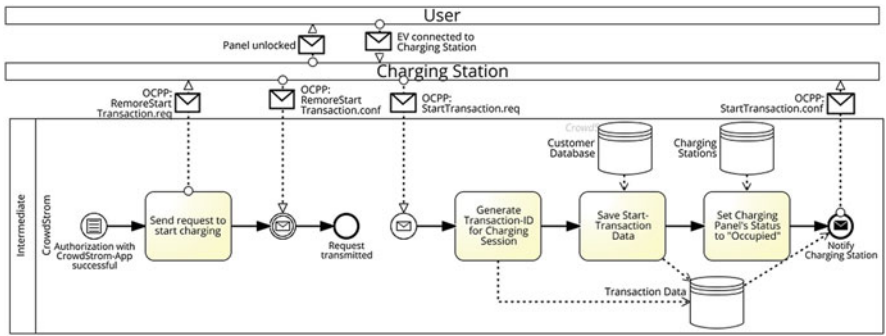 User
Panel unlocked
EV connected to
Charging Station
Charging Station
OCPP:
RemoreStart
Transaction.req
OCPP:
RemoreStart
Transaction.conf
OCPP:
StartTransaction.req
OCPP:
StartTransaction.conf
Intermediate
CrowdStrom
Customer
Database
Charging
Stations
Authorization with
CrowdStrom-App
successful
Send request to
start charging
Request
transmitted
Generate
Transaction-ID
for Charging
Session
Save Start-
Transaction
Data
Set Charging
Panel's Status
to "Occupied"
Notify
Charging Station
Transaction Data